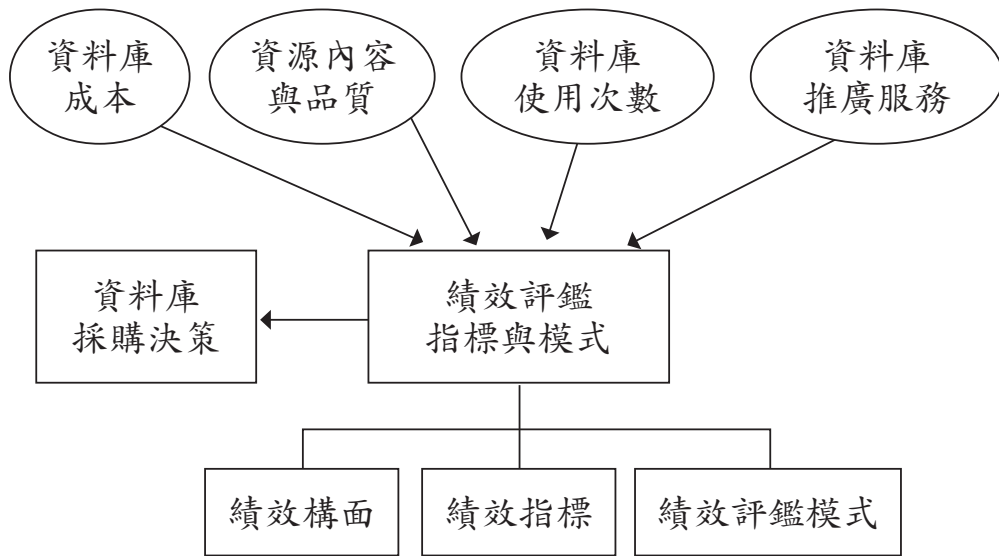 資料庫
成本
資源內容
與品質
資料庫
使用次數
資料庫
推廣服務
資料庫
採購決策
績效評鑑
指標與模式
績效構面
績效指標
績效評鑑模式